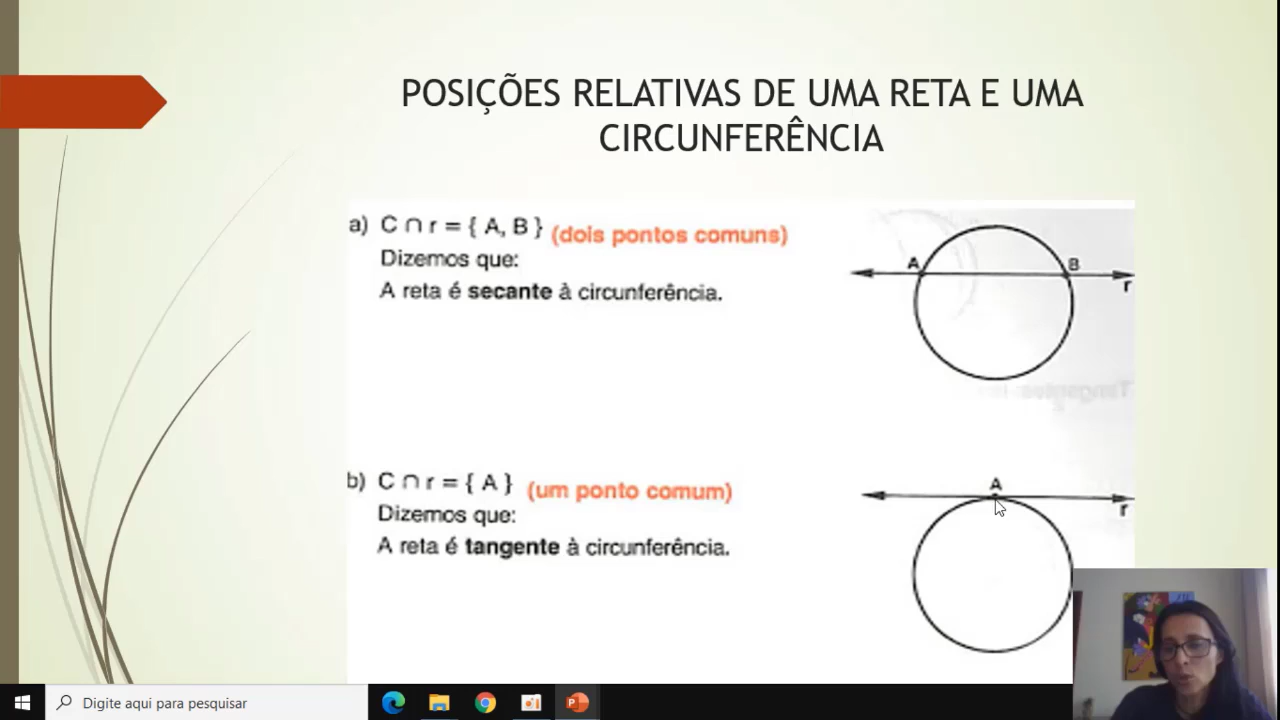 POSIÇÕES RELATIVAS DE UMA RETA E UMA
CIRCUNFERÊNCIA
a) C ∩ r = { A, B } (dois pontos comuns)
Dizemos que:
A reta é secante à circunferência.
A
B
r
b) C ∩ r = { A } (um ponto comum)
Dizemos que:
A reta é tangente à circunferência.
A
r
Digite aqui para pesquisar